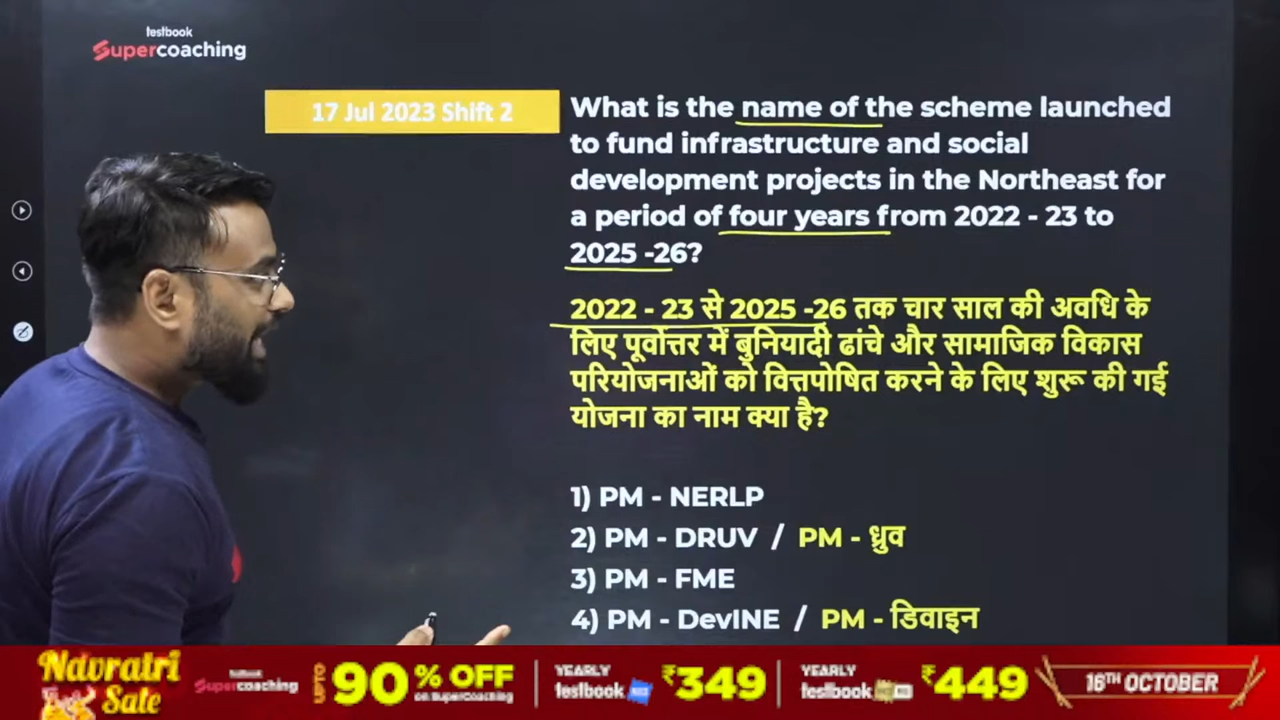 testbook
Supercoaching
17 Jul 2023 Shift 2
What is the name of the scheme launched
to fund infrastructure and social
development projects in the Northeast for
a period of four years from 2022 - 23 to
2025 -26?
2022 - 23 से 2025 -26 तक चार साल की अवधि के
लिए पूर्वोत्तर में बुनियादी ढांचे और सामाजिक विकास
परियोजनाओं को वित्तपोषित करने के लिए शुरू की गई
योजना का नाम क्या है?
1) PM - NERLP
2) PM - DRUV / PM - ध्रुव
3) PM - FME
4) PM - DevINE / PM - डिवाइन
Navratri
Sale
testbook
Supercoaching
UPTO 90% OFF
on SuperCoaching
YEARLY
testbook
₹349
YEARLY
testbook
₹449
16TH OCTOBER